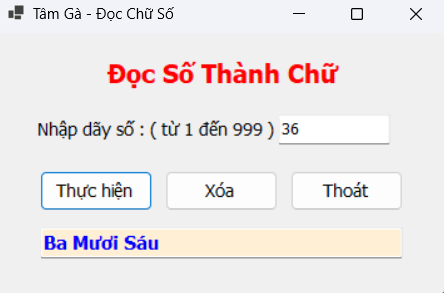 Tâm Gà - Đọc Chữ Số
Đọc Số Thành Chữ
Nhập dãy số : ( từ 1 đến 999 ) 36
Thực hiện Xóa Thoát
Ba Mươi Sáu